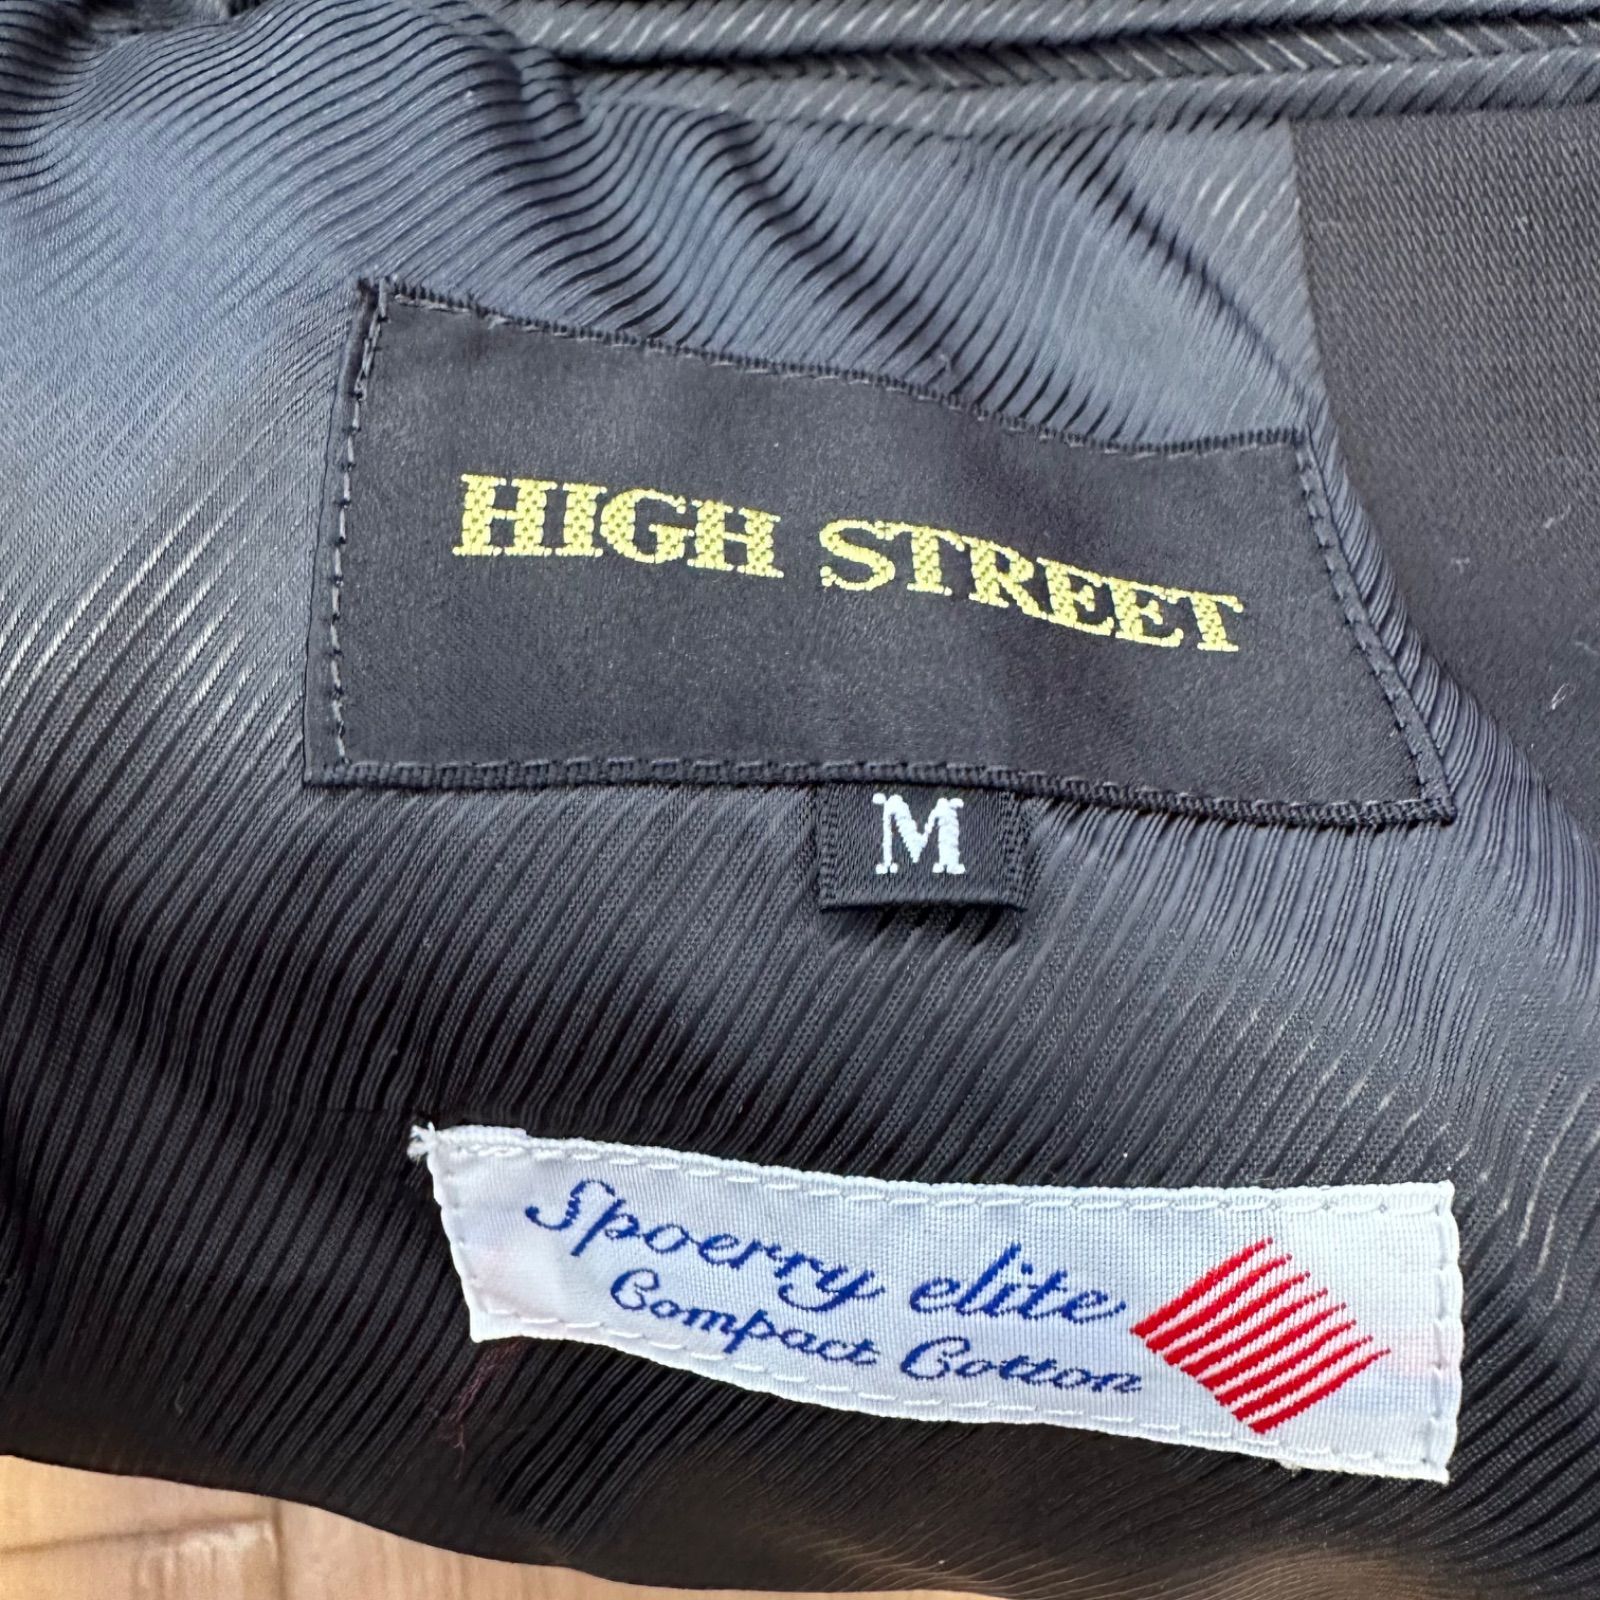 HIGH STREET
M
Spoerry elite
Compact Cotton